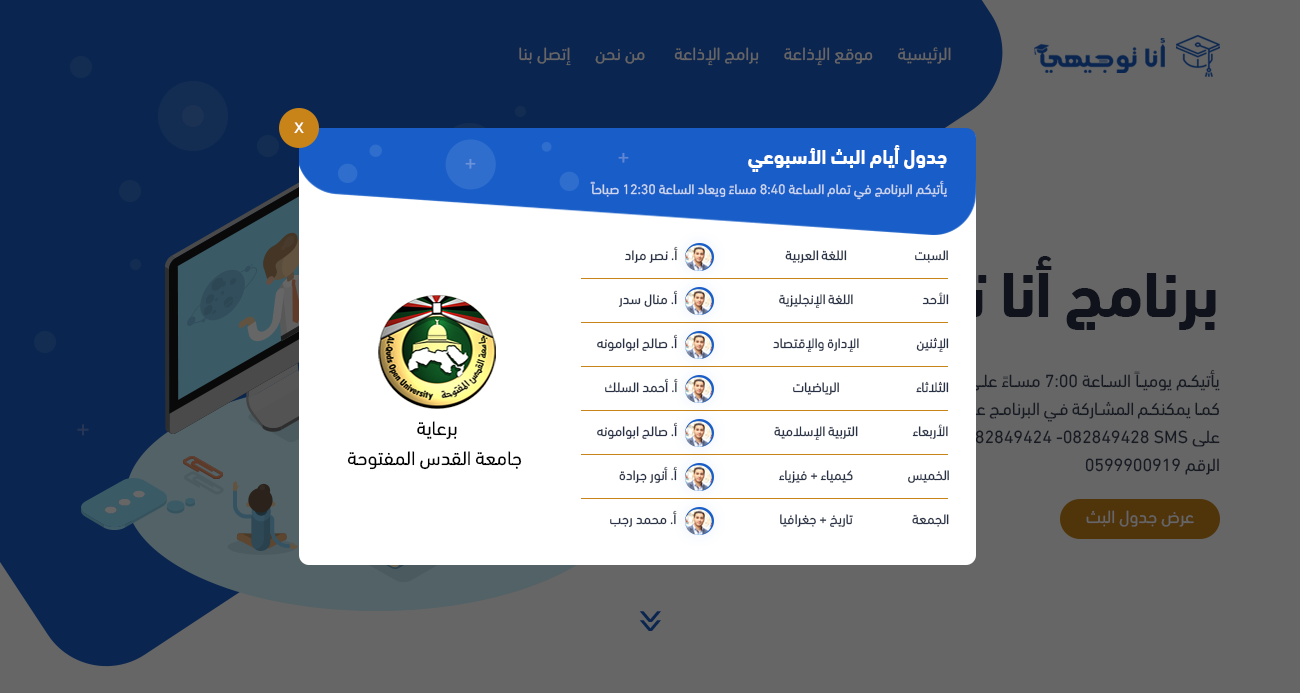 أنا توجيهي
الرئيسية
موقع الإذاعة
برامج الإذاعة
من نحن
إتصل بنا
X
جدول أيام البث الأسبوعي
يأتيكم البرنامج في تمام الساعة 8:40 مساءً ويعاد الساعة 12:30 صباحاً
السبت اللغة العربية أ. نصر مراد
الأحد اللغة الإنجليزية أ. منال سدر
الإثنين الإدارة والإقتصاد أ. صالح ابوامونه
الثلاثاء الرياضيات أ. أحمد السلك
الأربعاء التربية الإسلامية أ. صالح ابوامونه
الخميس كيمياء + فيزياء أ. أنور جرادة
الجمعة تاريخ + جغرافيا أ. محمد رجب
جامعة القدس المفتوحة
Al-Quds Open University
برعاية
جامعة القدس المفتوحة
برنامج أنا
يأتيكم يومياً الساعة 7:00 مساءً على
كما يمكنكم المشاركة في البرنامج
على 082849428 -82849424 SMS
الرقم 0599900919
عرض جدول البث